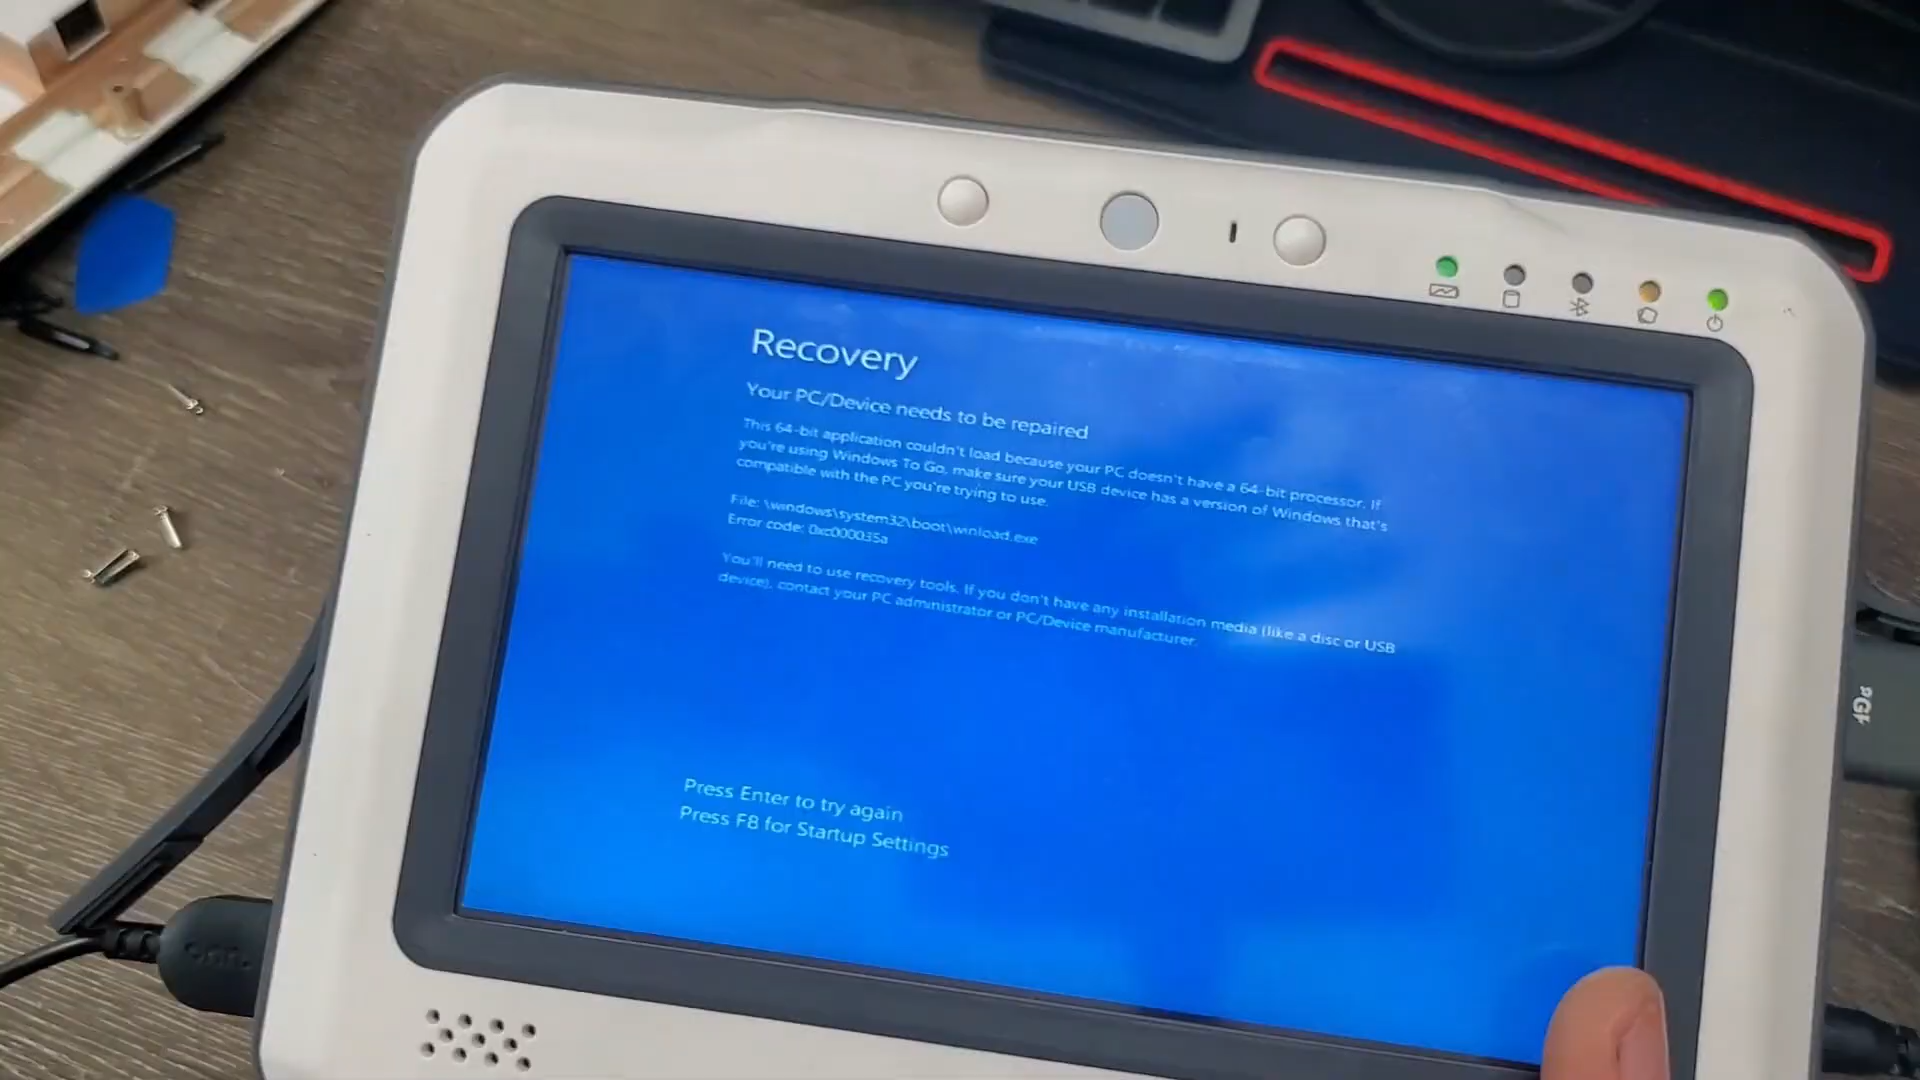 Recovery
Your PC/Device needs to be repaired
This 64-bit application couldn't load because your PC doesn't have a 64-bit processor. If
you're using Windows To Go, make sure your USB device has a version of Windows that's
compatible with the PC you're trying to use.
File: \windows\system32\boot\winload.exe
Error code: 0xc000035a
You'll need to use recovery tools. If you don't have any installation media (like a disc or USB
device), contact your PC administrator or PC/Device manufacturer.
Press Enter to try again
Press F8 for Startup Settings
onn.